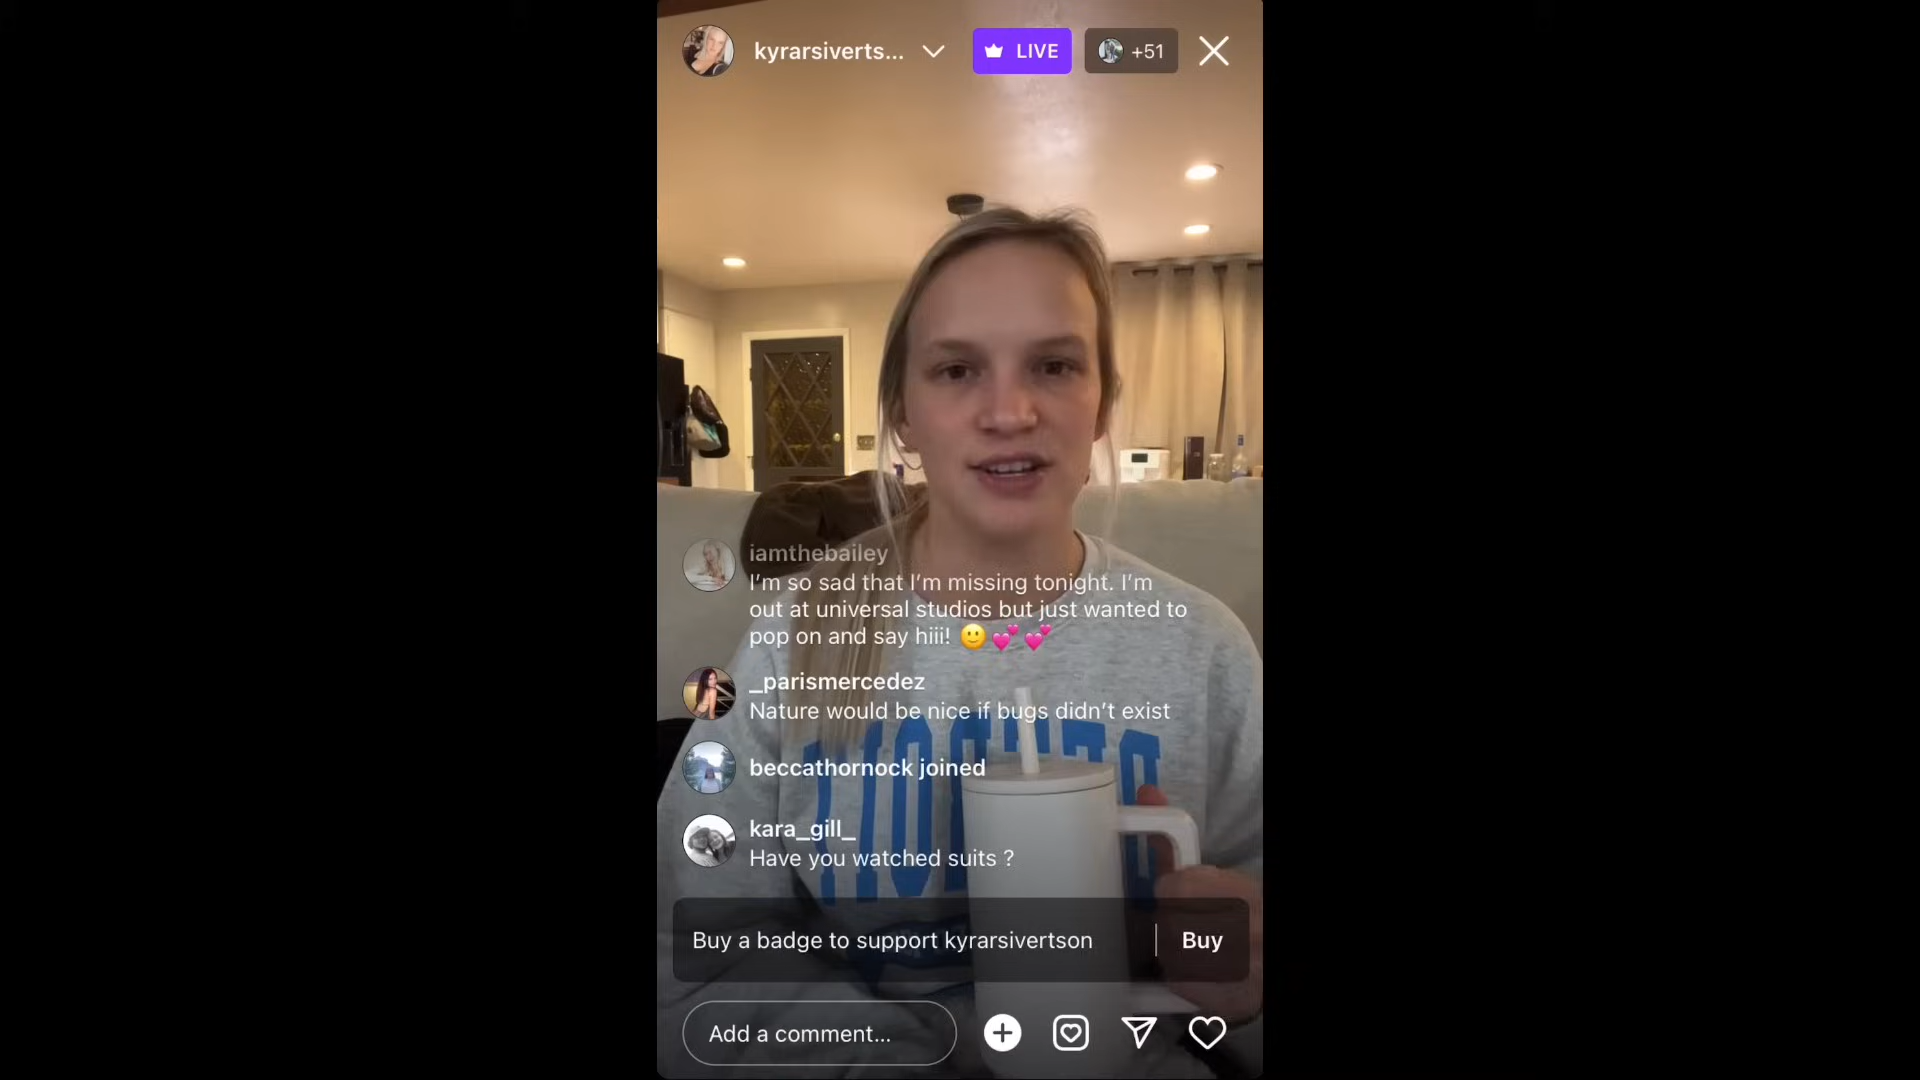 kyrarsiverts...
LIVE
+51
iamthebailey
I’m so sad that I’m missing tonight. I’m
out at universal studios but just wanted to
pop on and say hiii! 🙂💕💕
_parismercedez
Nature would be nice if bugs didn’t exist
beccathornock joined
kara_gill_
Have you watched suits ?
Buy a badge to support kyrarsivertson
Buy
Add a comment...